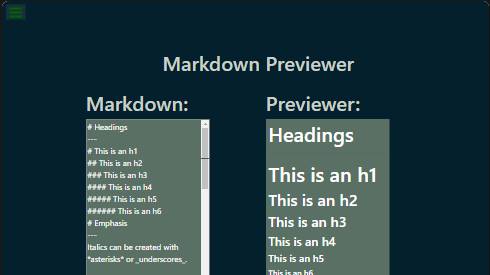 Markdown Previewer
Markdown:
# Headings
---
# This is an h1
## This is an h2
### This is an h3
#### This is an h4
##### This is an h5
###### This is an h6
# Emphasis
---
Italics can be created with
*asterisks* or _underscores_.
Previewer:
Headings
This is an h1
This is an h2
This is an h3
This is an h4
This is an h5
This is an h6